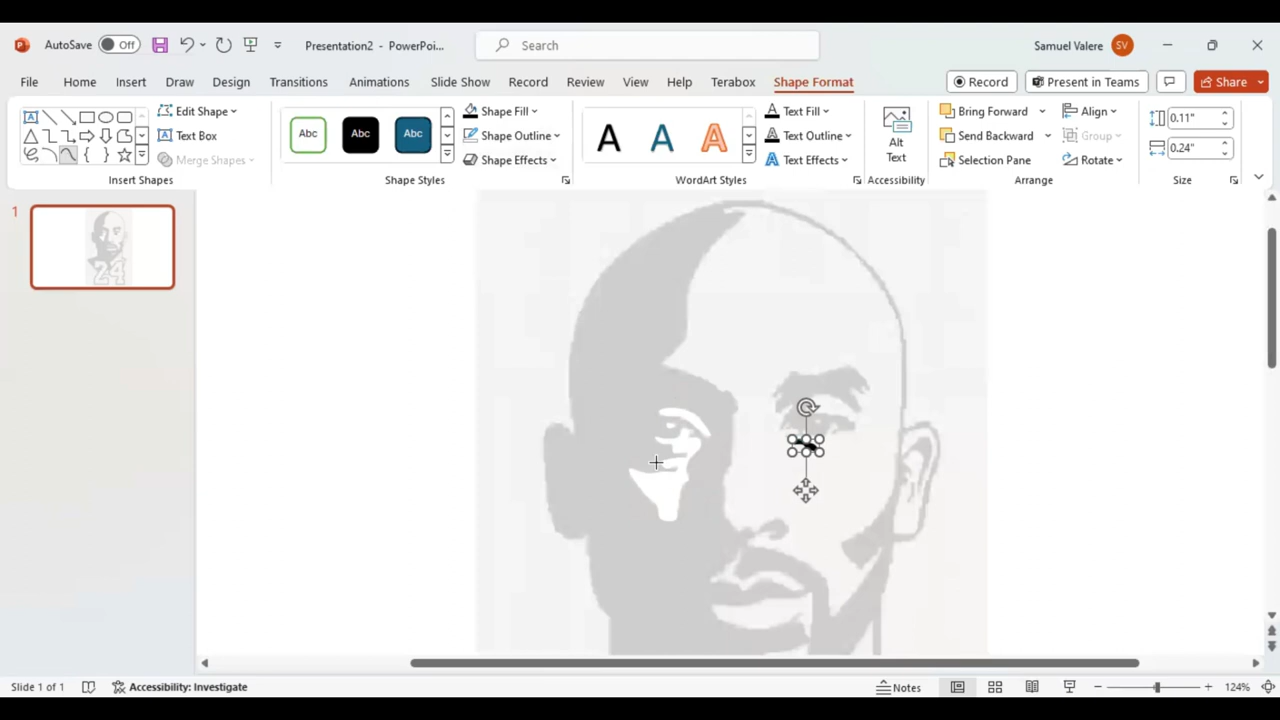 AutoSave Off Presentation2 - PowerPoi... Search Samuel Valere SV
File Home Insert Draw Design Transitions Animations Slide Show Record Review View Help Terabox Shape Format Record Present in Teams Share
Edit Shape Text Box Merge Shapes
Insert Shapes
Abc Abc Abc
Shape Fill Shape Outline Shape Effects
Shape Styles
A A A
Text Fill Text Outline Text Effects
WordArt Styles
Alt Text
Accessibility
Bring Forward Send Backward Selection Pane
Align Group Rotate
Arrange
0.11"
0.24"
Size
1
24
Slide 1 of 1 Accessibility: Investigate Notes 124%